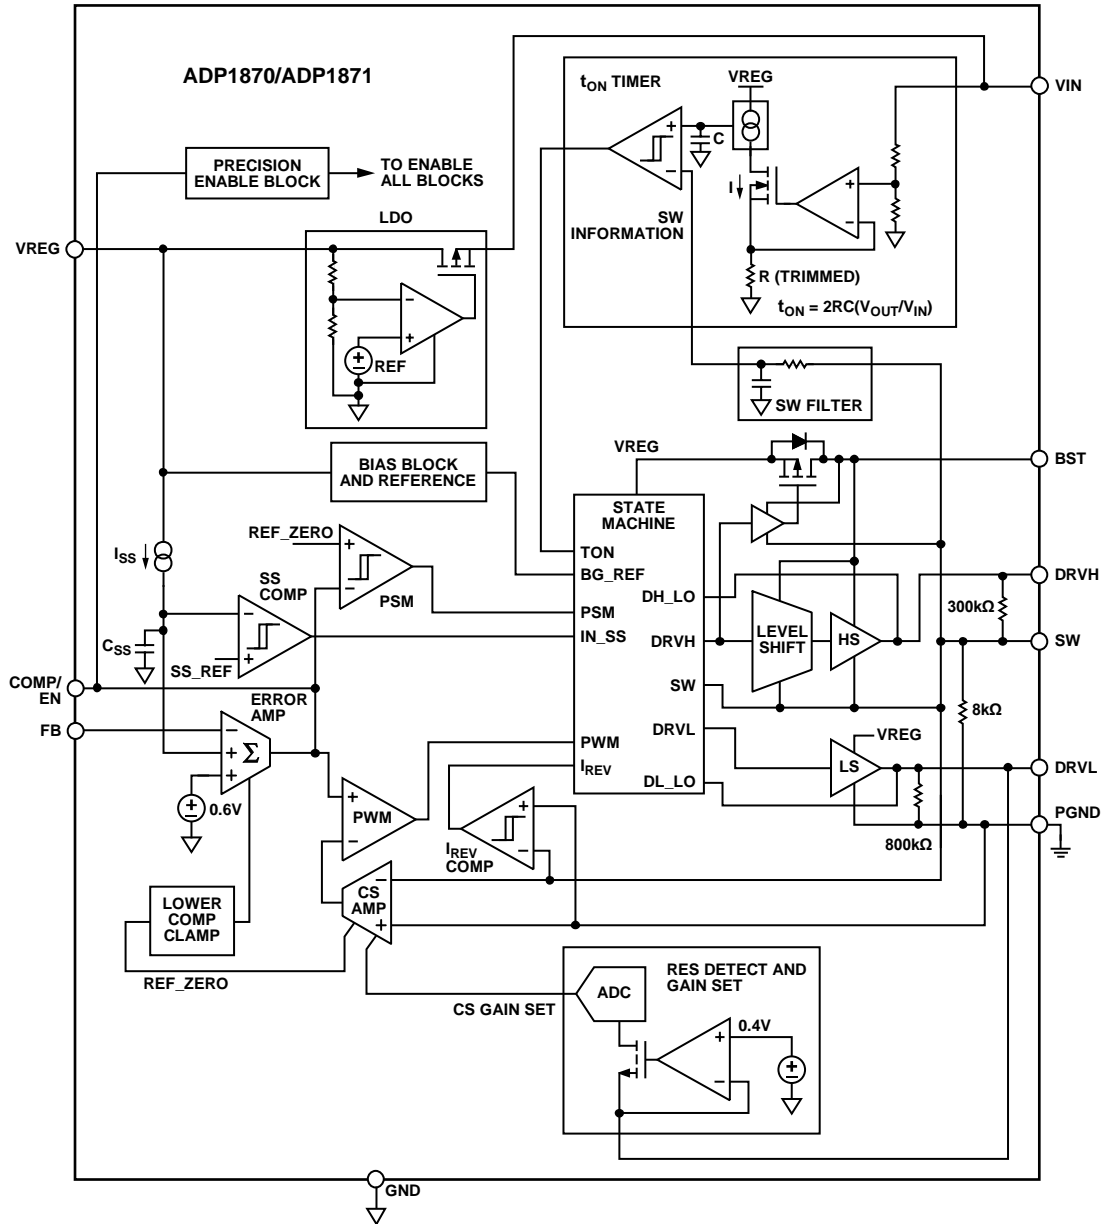 ADP1870/ADP1871
tON TIMER
VREG
VIN
C
PRECISION
ENABLE BLOCK
TO ENABLE
ALL BLOCKS
I
SW
INFORMATION
LDO
VREG
R (TRIMMED)
tON = 2RC(VOUT/VIN)
REF
SW FILTER
VREG
BST
BIAS BLOCK
AND REFERENCE
STATE
MACHINE
REF_ZERO
ISS
TON
BG_REF
DRVH
SS
COMP
PSM
PSM
DH_LO
300kΩ
CSS
IN_SS
DRVH
LEVEL
SHIFT
HS
SW
SS_REF
COMP/
EN
ERROR
AMP
SW
8kΩ
FB
DRVL
VREG
Σ
PWM
IREV
LS
DRVL
DL_LO
0.6V
PWM
PGND
IREV
COMP
800kΩ
CS
AMP
LOWER
COMP
CLAMP
REF_ZERO
CS GAIN SET
ADC
RES DETECT AND
GAIN SET
0.4V
GND